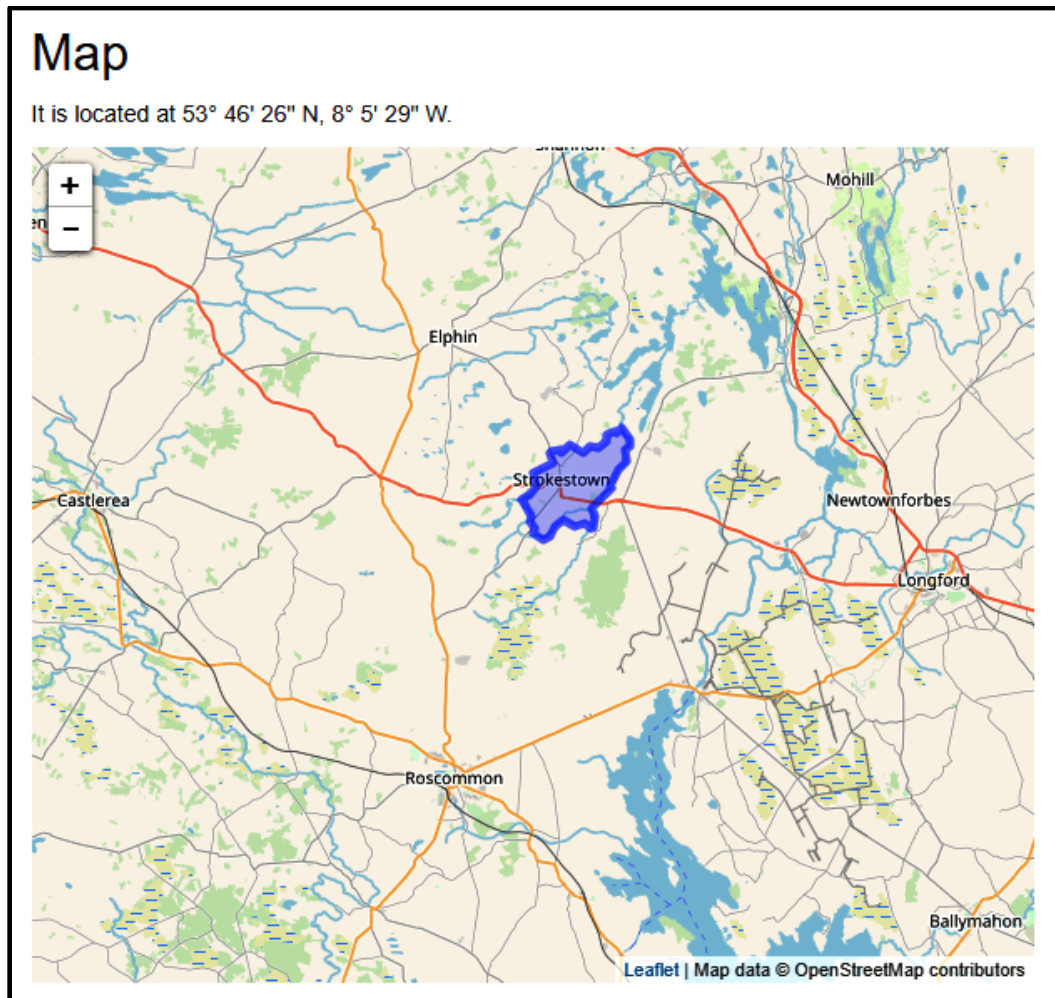 Map
It is located at 53° 46' 26" N, 8° 5' 29" W.
+
−
Mohill
Elphin
Strokestown
Castlerea
Newtownforbes
Longford
Roscommon
Ballymahon
Leaflet | Map data © OpenStreetMap contributors